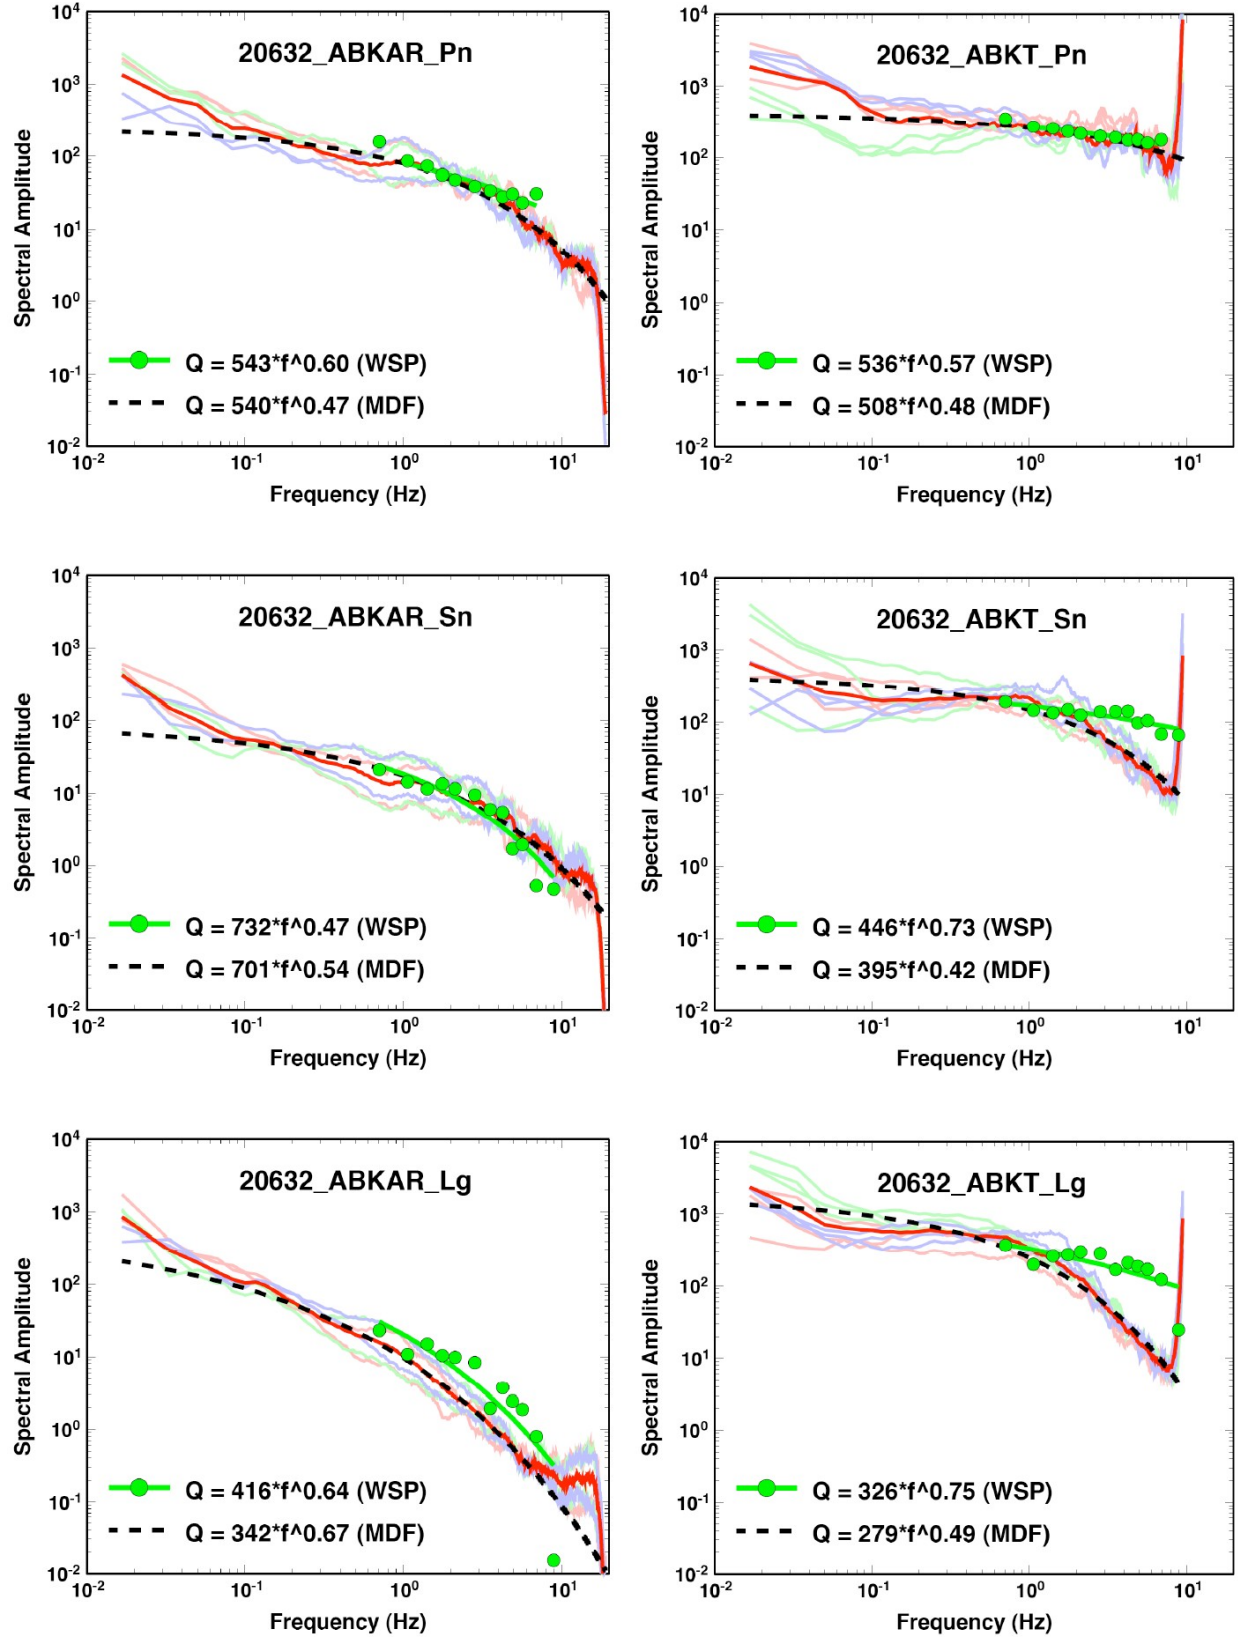 20632_ABKAR_Pn
Spectral Amplitude
10^4
10^3
10^2
10^1
10^0
10^-1
10^-2
Q = 543*f^0.60 (WSP)
Q = 540*f^0.47 (MDF)
10^-2
10^-1
10^0
10^1
Frequency (Hz)
20632_ABKT_Pn
Spectral Amplitude
10^4
10^3
10^2
10^1
10^0
10^-1
10^-2
Q = 536*f^0.57 (WSP)
Q = 508*f^0.48 (MDF)
10^-2
10^-1
10^0
10^1
Frequency (Hz)
20632_ABKAR_Sn
Spectral Amplitude
10^4
10^3
10^2
10^1
10^0
10^-1
10^-2
Q = 732*f^0.47 (WSP)
Q = 701*f^0.54 (MDF)
10^-2
10^-1
10^0
10^1
Frequency (Hz)
20632_ABKT_Sn
Spectral Amplitude
10^4
10^3
10^2
10^1
10^0
10^-1
10^-2
Q = 446*f^0.73 (WSP)
Q = 395*f^0.42 (MDF)
10^-2
10^-1
10^0
10^1
Frequency (Hz)
20632_ABKAR_Lg
Spectral Amplitude
10^4
10^3
10^2
10^1
10^0
10^-1
10^-2
Q = 416*f^0.64 (WSP)
Q = 342*f^0.67 (MDF)
10^-2
10^-1
10^0
10^1
Frequency (Hz)
20632_ABKT_Lg
Spectral Amplitude
10^4
10^3
10^2
10^1
10^0
10^-1
10^-2
Q = 326*f^0.75 (WSP)
Q = 279*f^0.49 (MDF)
10^-2
10^-1
10^0
10^1
Frequency (Hz)